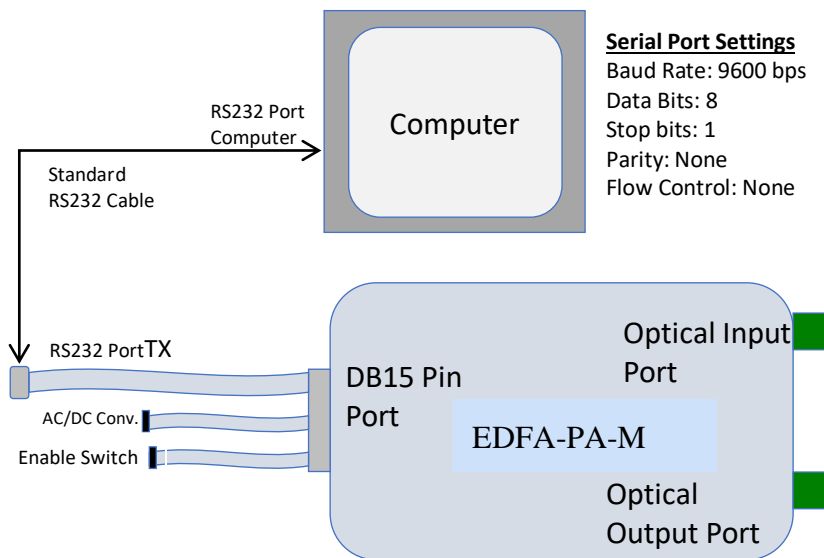 Serial Port Settings
Baud Rate: 9600 bps
Data Bits: 8
Stop bits: 1
Parity: None
Flow Control: None
RS232 Port
Computer
Computer
Standard
RS232 Cable
RS232 PortTX
AC/DC Conv.
Enable Switch
DB15 Pin
Port
Optical Input
Port
EDFA-PA-M
Optical
Output Port